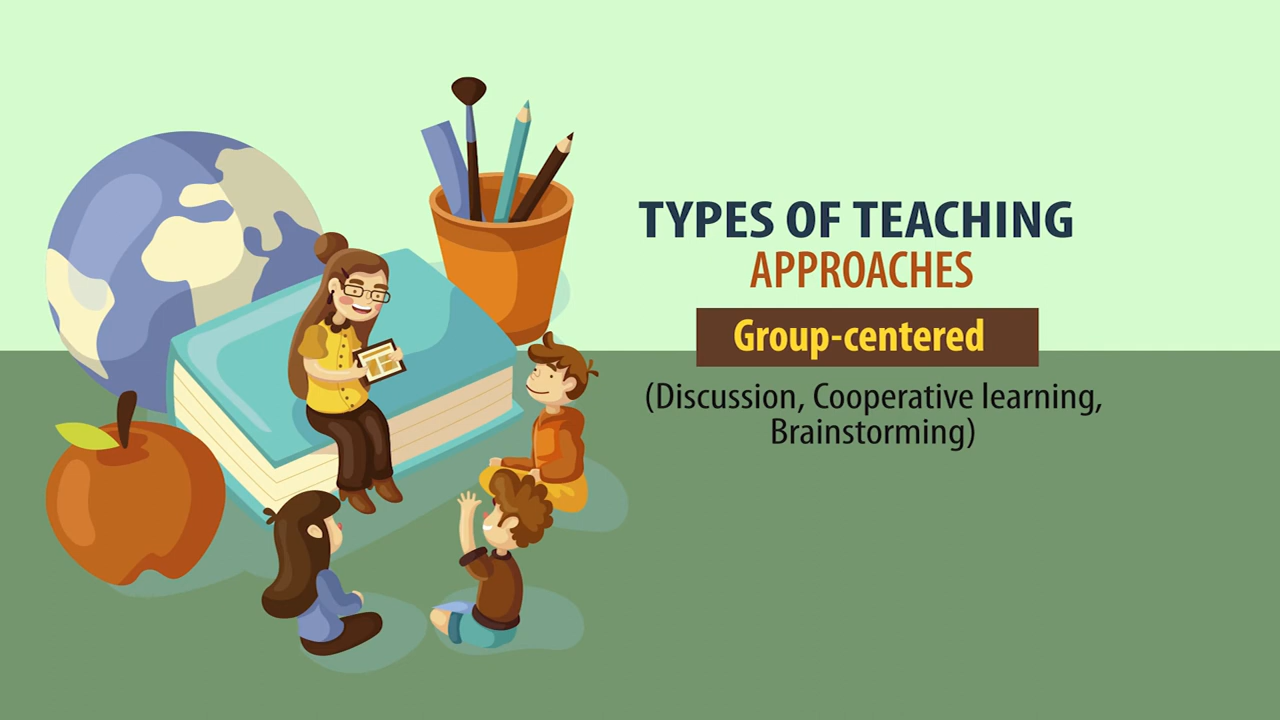 TYPES OF TEACHING
APPROACHES
Group-centered
(Discussion, Cooperative learning,
Brainstorming)